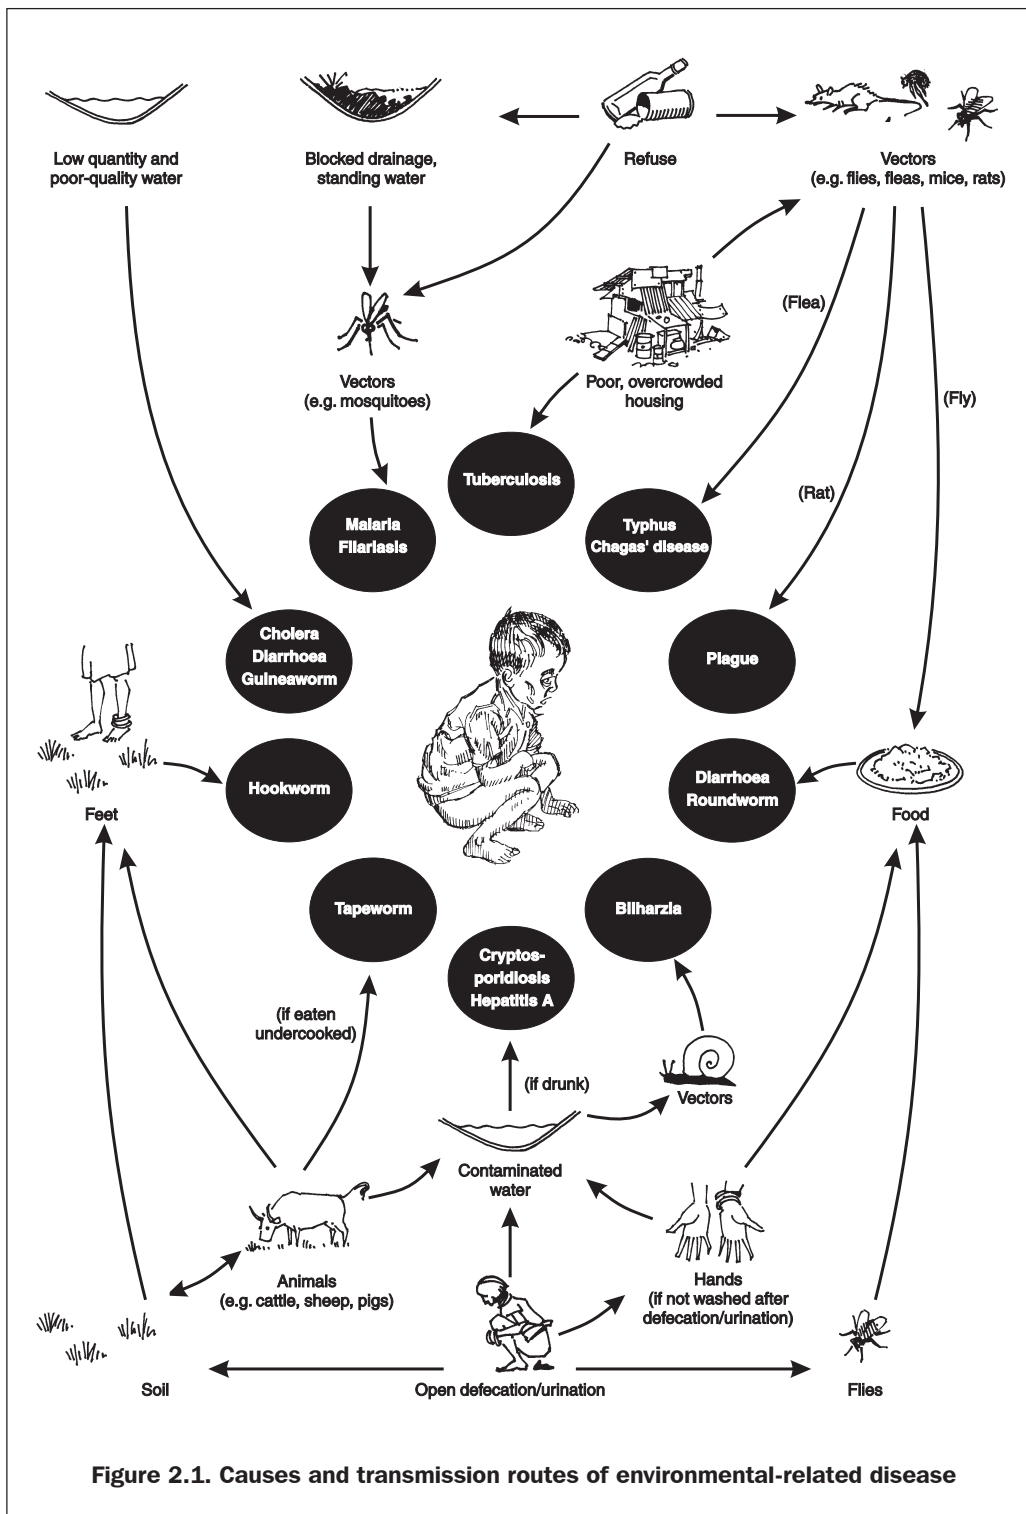 Low quantity and
poor-quality water
Blocked drainage,
standing water
Refuse
Vectors
(e.g. flies, fleas, mice, rats)
(Flea)
Vectors
(e.g. mosquitoes)
Poor, overcrowded
housing
(Fly)
Tuberculosis
(Rat)
Malaria
Filariasis
Typhus
Chagas' disease
Cholera
Diarrhoea
Guineaworm
Plague
Hookworm
Diarrhoea
Roundworm
Feet
Food
Tapeworm
Bilharzia
Cryptos-
poridiosis
Hepatitis A
(if eaten
undercooked)
(if drunk)
Vectors
Contaminated
water
Animals
(e.g. cattle, sheep, pigs)
Hands
(if not washed after
defecation/urination)
Soil
Open defecation/urination
Flies
Figure 2.1. Causes and transmission routes of environmental-related disease